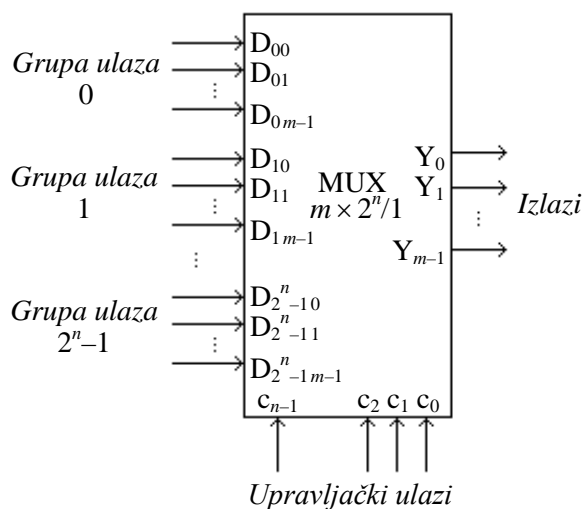 Grupa ulaza
0
D₀₀
D₀₁
⋮
D₀ₘ₋₁
Grupa ulaza
1
D₁₀
D₁₁
⋮
D₁ₘ₋₁
⋮
Grupa ulaza
2ⁿ–1
D₂ⁿ₋₁₀
D₂ⁿ₋₁₁
⋮
D₂ⁿ₋₁ₘ₋₁
MUX
m × 2ⁿ/1
Y₀
Y₁
⋮
Yₘ₋₁
Izlazi
cₙ₋₁ c₂ c₁ c₀
Upravljački ulazi